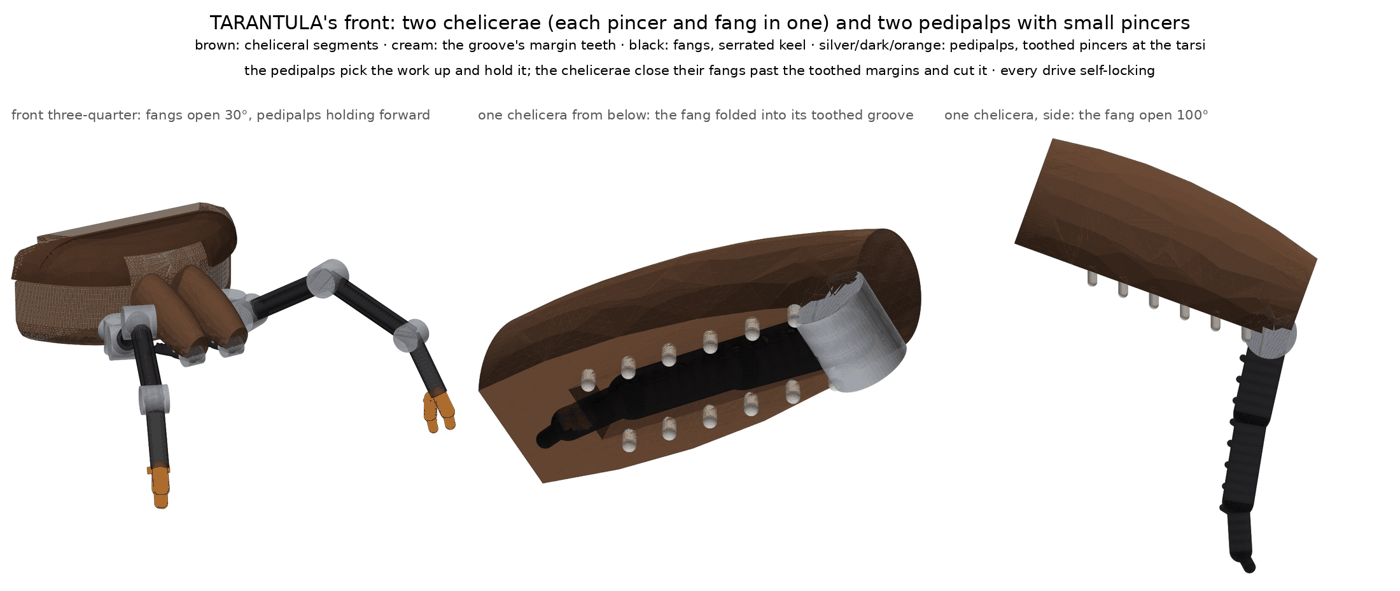 TARANTULA's front: two chelicerae (each pincer and fang in one) and two pedipalps with small pincers
brown: cheliceral segments · cream: the groove's margin teeth · black: fangs, serrated keel · silver/dark/orange: pedipalps, toothed pincers at the tarsi
the pedipalps pick the work up and hold it; the chelicerae close their fangs past the toothed margins and cut it · every drive self-locking
front three-quarter: fangs open 30°, pedipalps holding forward
one chelicera from below: the fang folded into its toothed groove
one chelicera, side: the fang open 100°